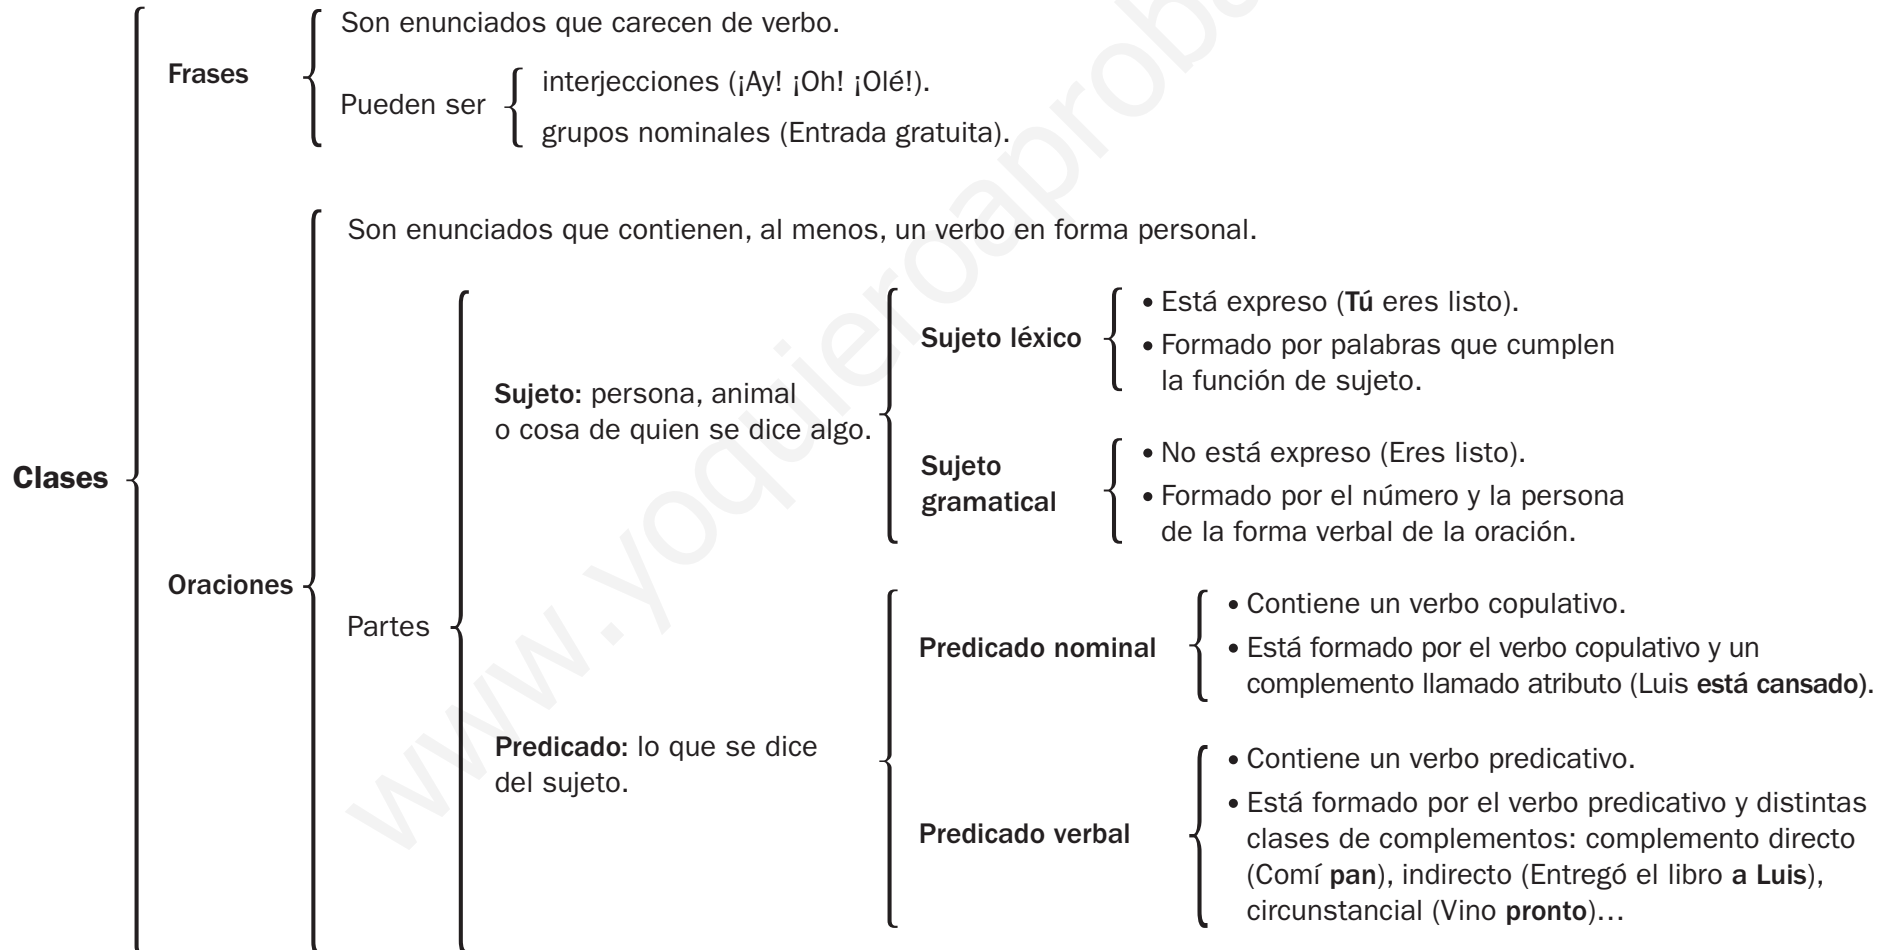 Clases
Frases
Son enunciados que carecen de verbo.
Pueden ser
interjecciones (¡Ay! ¡Oh! ¡Olé!).
grupos nominales (Entrada gratuita).
Oraciones
Son enunciados que contienen, al menos, un verbo en forma personal.
Partes
Sujeto: persona, animal
o cosa de quien se dice algo.
Sujeto léxico
• Está expreso (Tú eres listo).
• Formado por palabras que cumplen
la función de sujeto.
Sujeto
gramatical
• No está expreso (Eres listo).
• Formado por el número y la persona
de la forma verbal de la oración.
Predicado: lo que se dice
del sujeto.
Predicado nominal
• Contiene un verbo copulativo.
• Está formado por el verbo copulativo y un
complemento llamado atributo (Luis está cansado).
Predicado verbal
• Contiene un verbo predicativo.
• Está formado por el verbo predicativo y distintas
clases de complementos: complemento directo
(Comí pan), indirecto (Entregó el libro a Luis),
circunstancial (Vino pronto)...
www.yoquieroaproba